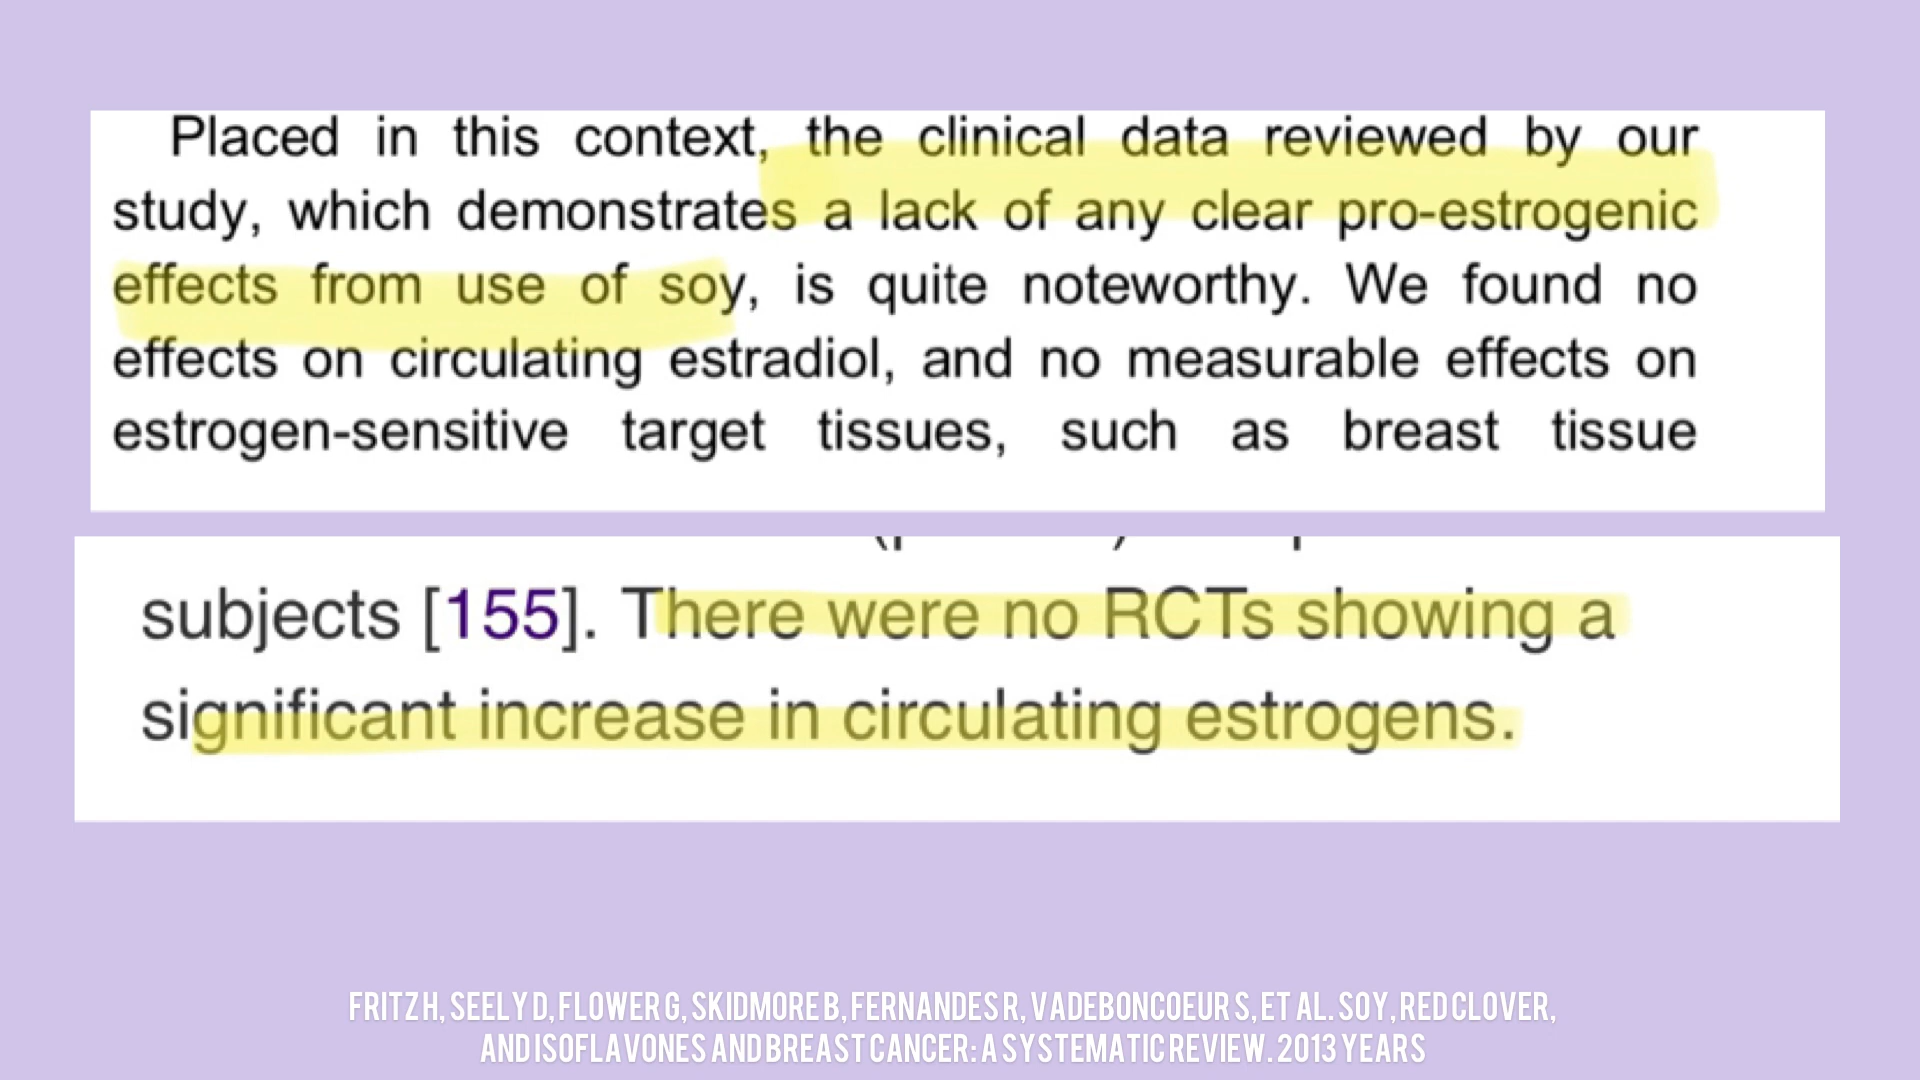 Placed in this context, the clinical data reviewed by our
study, which demonstrates a lack of any clear pro-estrogenic
effects from use of soy, is quite noteworthy. We found no
effects on circulating estradiol, and no measurable effects on
estrogen-sensitive target tissues, such as breast tissue
subjects [155]. There were no RCTs showing a
significant increase in circulating estrogens.
FRITZ H, SEELY D, FLOWER G, SKIDMORE B, FERNANDES R, VADEBONCOEUR S, ET AL. SOY, RED CLOVER,
AND ISOFLAVONES AND BREAST CANCER: A SYSTEMATIC REVIEW. 2013 YEARS